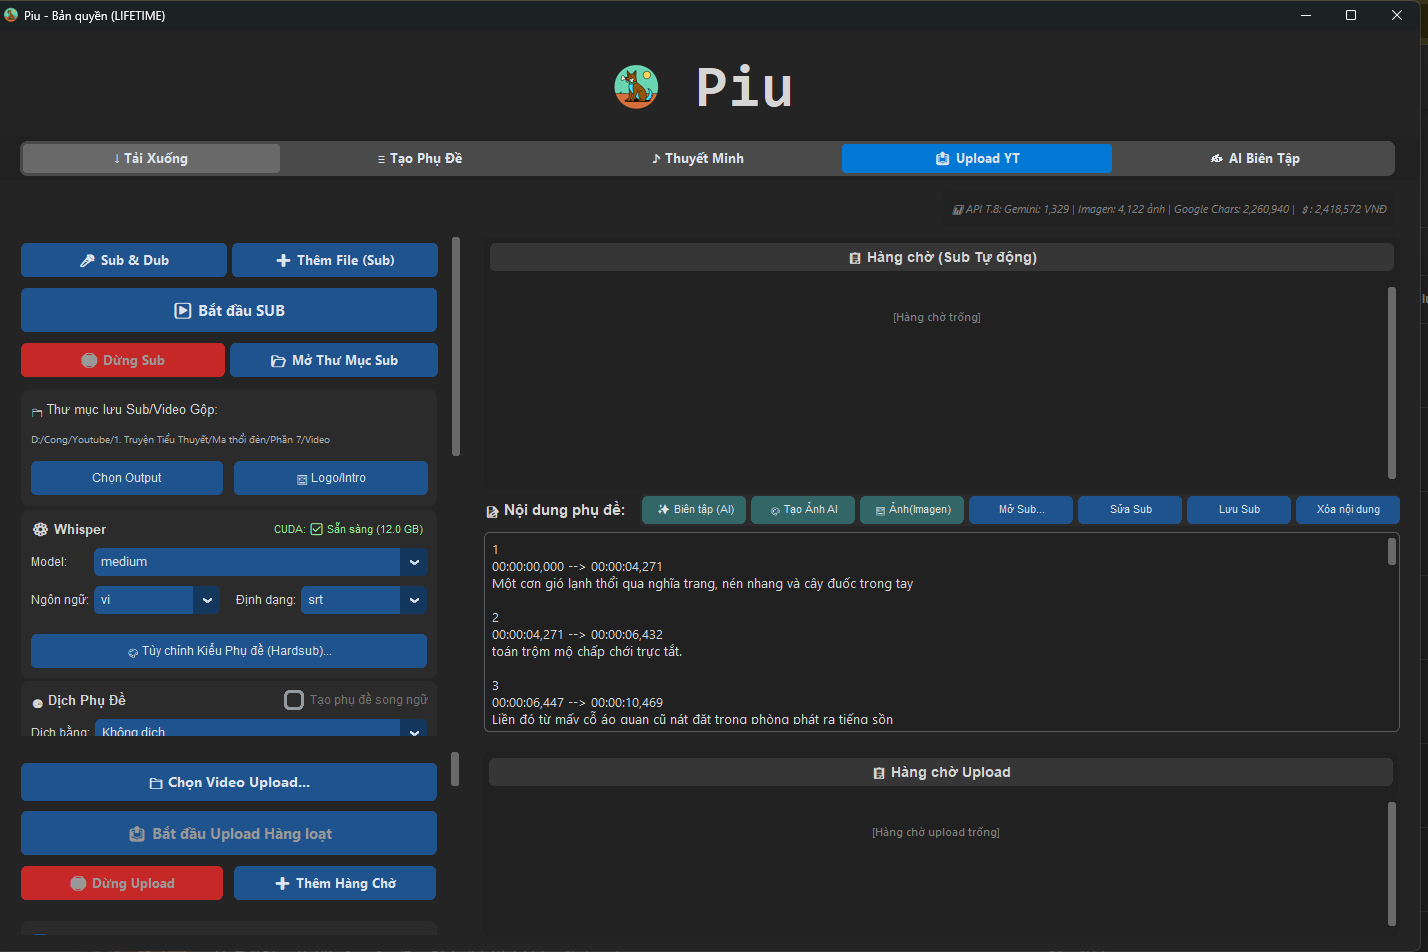 Piu - Bản quyền (LIFETIME)
Piu
↓ Tải Xuống
≡ Tạo Phụ Đề
♪ Thuyết Minh
Upload YT
AI Biên Tập
API T.8: Gemini: 1,329 | Imagen: 4,122 ảnh | Google Chars: 2,260,940 | $ : 2,418,572 VNĐ
Sub & Dub
Thêm File (Sub)
Bắt đầu SUB
Dừng Sub
Mở Thư Mục Sub
Thư mục lưu Sub/Video Gộp:
D:/Cong/Youtube/1. Truyện Tiểu Thuyết/Ma thổi đèn/Phần 7/Video
Chọn Output
Logo/Intro
Whisper
CUDA: Sẵn sàng (12.0 GB)
Model:
medium
Ngôn ngữ:
vi
Định dạng:
srt
Tùy chỉnh Kiểu Phụ đề (Hardsub)...
Dịch Phụ Đề
Tạo phụ đề song ngữ
Dịch bằng:
Không dịch
Chọn Video Upload...
Bắt đầu Upload Hàng loạt
Dừng Upload
Thêm Hàng Chờ
Hàng chờ (Sub Tự động)
[Hàng chờ trống]
Nội dung phụ đề:
Biên tập (AI)
Tạo Ảnh AI
Ảnh(Imagen)
Mở Sub...
Sửa Sub
Lưu Sub
Xóa nội dung
1
00:00:00,000 --> 00:00:04,271
Một cơn gió lạnh thổi qua nghĩa trang, nén nhang và cây đuốc trong tay
2
00:00:04,271 --> 00:00:06,432
toán trộm mộ chấp chới trực tắt.
3
00:00:06,447 --> 00:00:10,469
Liền đó từ mấy cỗ áo quan cũ nát đặt trong phòng phát ra tiếng sồn
Hàng chờ Upload
[Hàng chờ upload trống]